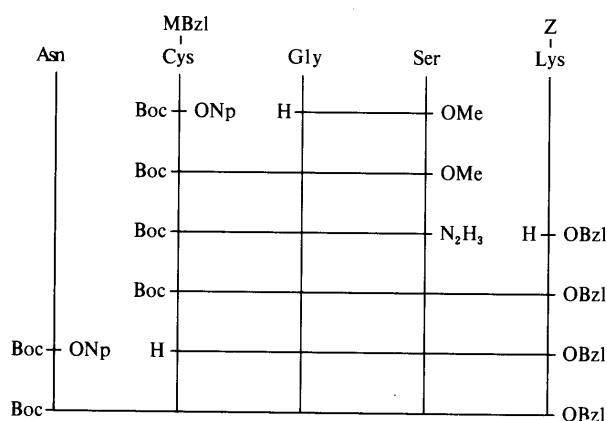 MBzl Z
Asn Cys Gly Ser Lys
Boc ONp H OMe
Boc OMe
Boc N₂H₃ H OBzl
Boc OBzl
Boc ONp H OBzl
Boc OBzl